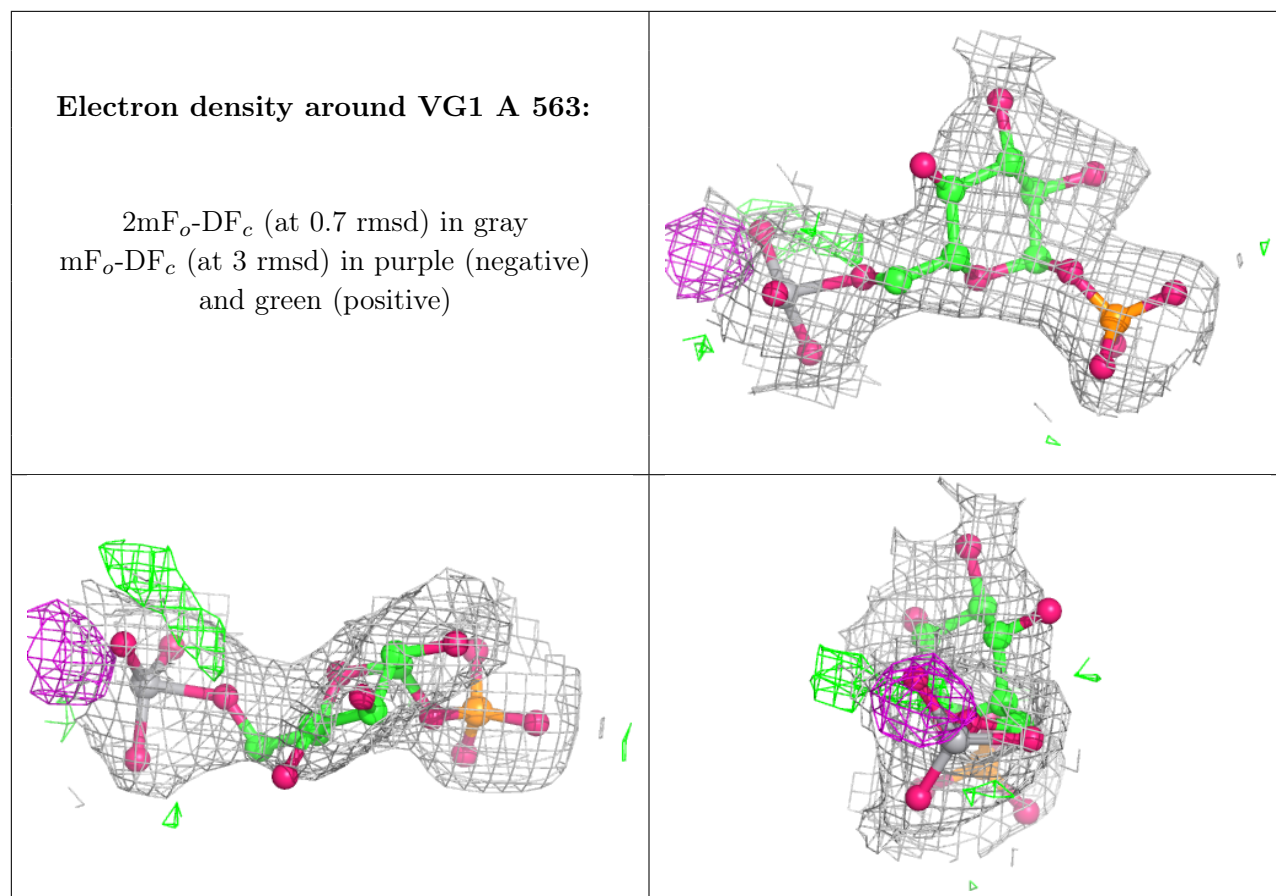 Electron density around VG1 A 563:
2mFo-DFc (at 0.7 rmsd) in gray
mFo-DFc (at 3 rmsd) in purple (negative)
and green (positive)